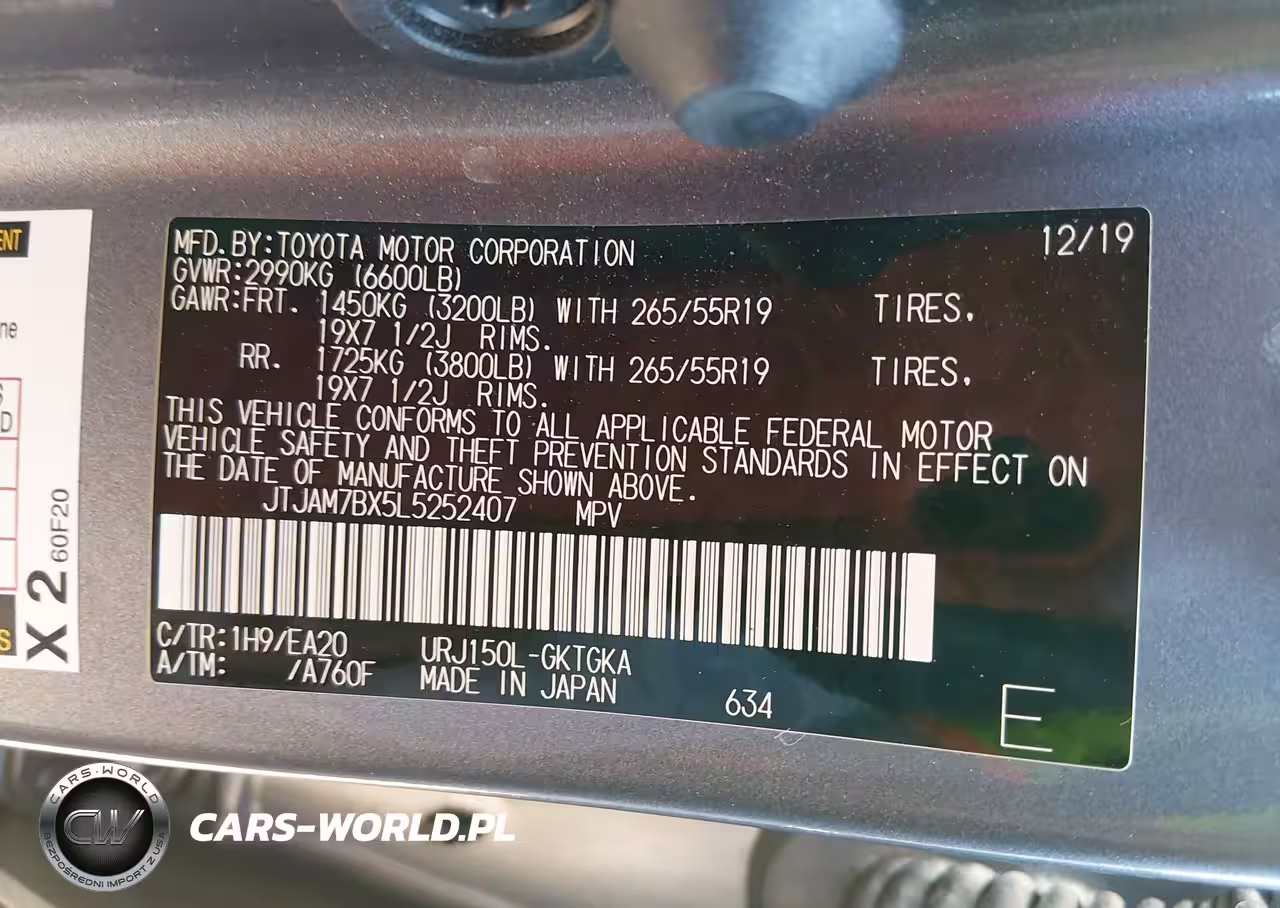 MFD.BY:TOYOTA MOTOR CORPORATION 12/19
GVWR:2990KG (6600LB)
GAWR:FRT. 1450KG (3200LB) WITH 265/55R19 TIRES.
19X7 1/2J RIMS.
RR. 1725KG (3800LB) WITH 265/55R19 TIRES.
19X7 1/2J RIMS.
THIS VEHICLE CONFORMS TO ALL APPLICABLE FEDERAL MOTOR
VEHICLE SAFETY AND THEFT PREVENTION STANDARDS IN EFFECT ON
THE DATE OF MANUFACTURE SHOWN ABOVE.
JTJAM7BX5L5252407 MPV
C/TR:1H9/EA20 URJ150L-GKTGKA
A/TM: /A760F MADE IN JAPAN 634 E
X 2 60F20
CARS-WORLD
CW
BEZPOŚREDNI IMPORT Z USA
CARS-WORLD.PL